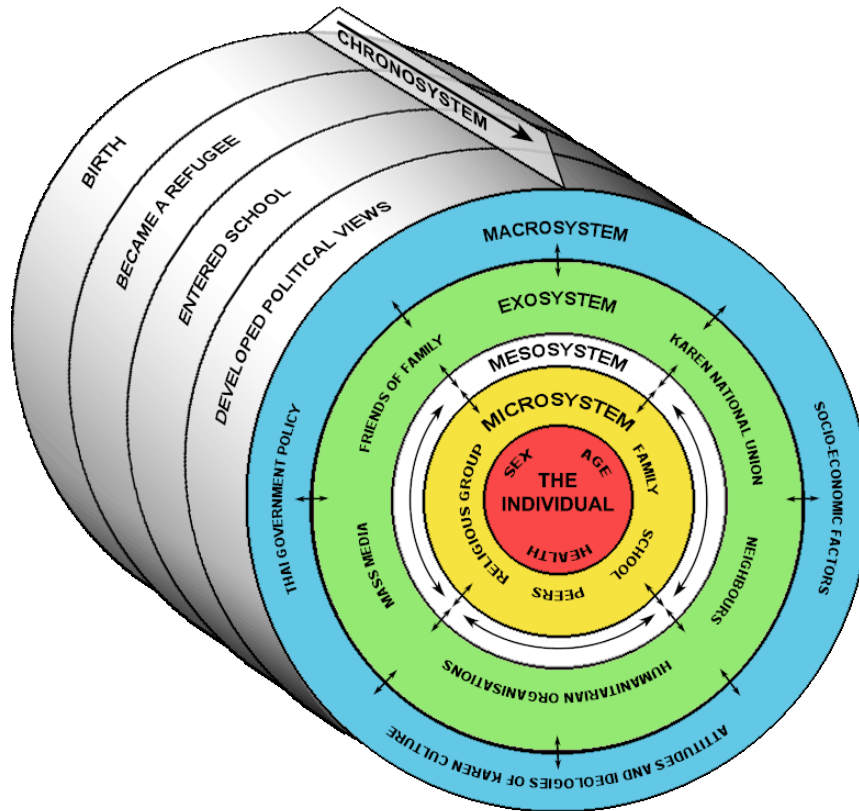 CHRONOSYSTEM
BIRTH
BECAME A REFUGEE
ENTERED SCHOOL
DEVELOPED POLITICAL VIEWS
MACROSYSTEM
THAI GOVERNMENT POLICY
SOCIO-ECONOMIC FACTORS
ATTITUDES AND IDEOLOGIES OF KAREN CULTURE
EXOSYSTEM
FRIENDS OF FAMILY
KAREN NATIONAL UNION
MASS MEDIA
NEIGHBOURS
HUMANITARIAN ORGANISATIONS
MESOSYSTEM
MICROSYSTEM
RELIGIOUS GROUP
FAMILY
SCHOOL
PEERS
SEX
AGE
THE
INDIVIDUAL
HEALTH